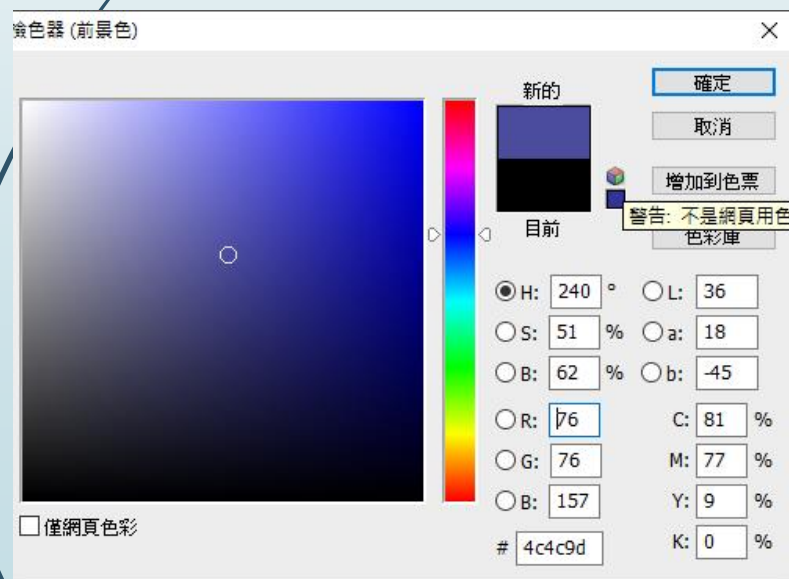 檢色器 (前景色)
新的
確定
取消
增加到色票
警告: 不是網頁用色
目前
色彩庫
H: 240 °
L: 36
S: 51 %
a: 18
B: 62 %
b: -45
R: 76
C: 81 %
G: 76
M: 77 %
B: 157
Y: 9 %
僅網頁色彩
# 4c4c9d
K: 0 %